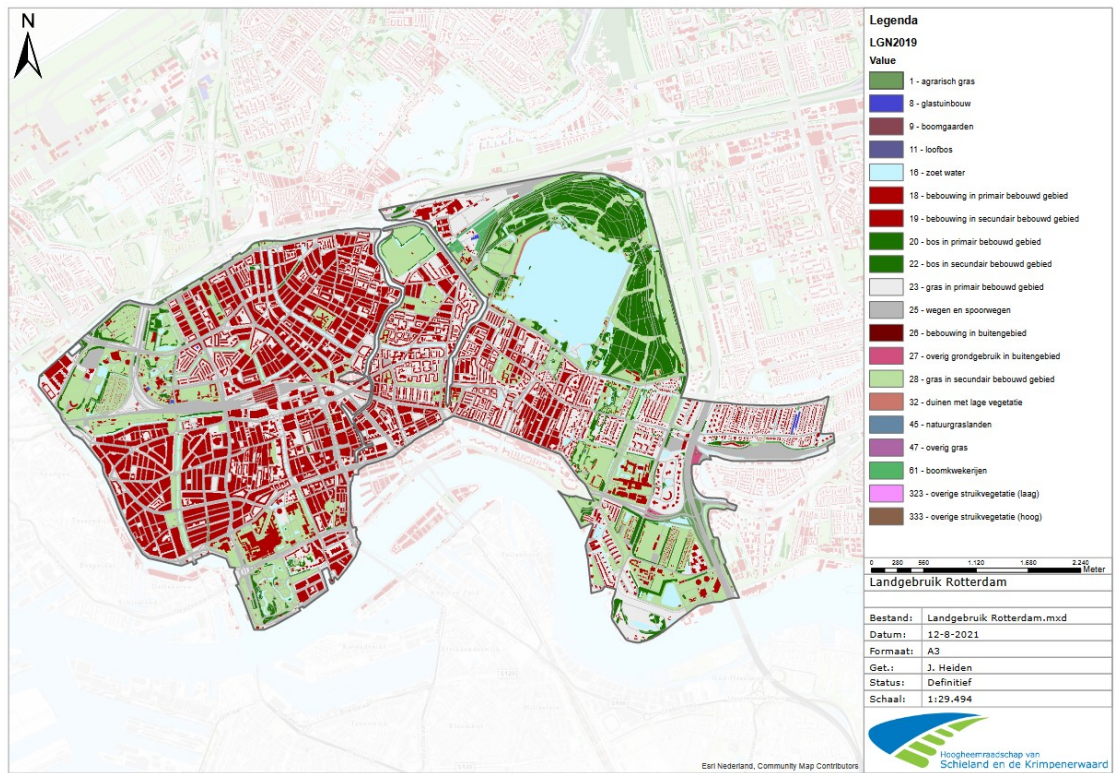 N
Legenda
LGN2019
Value
1 - agrarisch gras
8 - glastuinbouw
9 - boomgaarden
11 - loofbos
16 - zoet water
18 - bebouwing in primair bebouwd gebied
19 - bebouwing in secundair bebouwd gebied
20 - bos in primair bebouwd gebied
22 - bos in secundair bebouwd gebied
23 - gras in primair bebouwd gebied
25 - wegen en spoorwegen
26 - bebouwing in buitengebied
27 - overig grondgebruik in buitengebied
28 - gras in secundair bebouwd gebied
32 - duinen met lage vegetatie
45 - natuurgraslanden
47 - overig gras
61 - boomkwekerijen
323 - overige struikvegetatie (laag)
333 - overige struikvegetatie (hoog)
0 280 560 1.120 1.680 2.240
Meter
Landgebruik Rotterdam
Bestand: Landgebruik Rotterdam.mxd
Datum: 12-8-2021
Formaat: A3
Get.: J. Heiden
Status: Definitief
Schaal: 1:29.494
Hoogheemraadschap van
Schieland en de Krimpenerwaard
Esri Nederland, Community Map Contributors